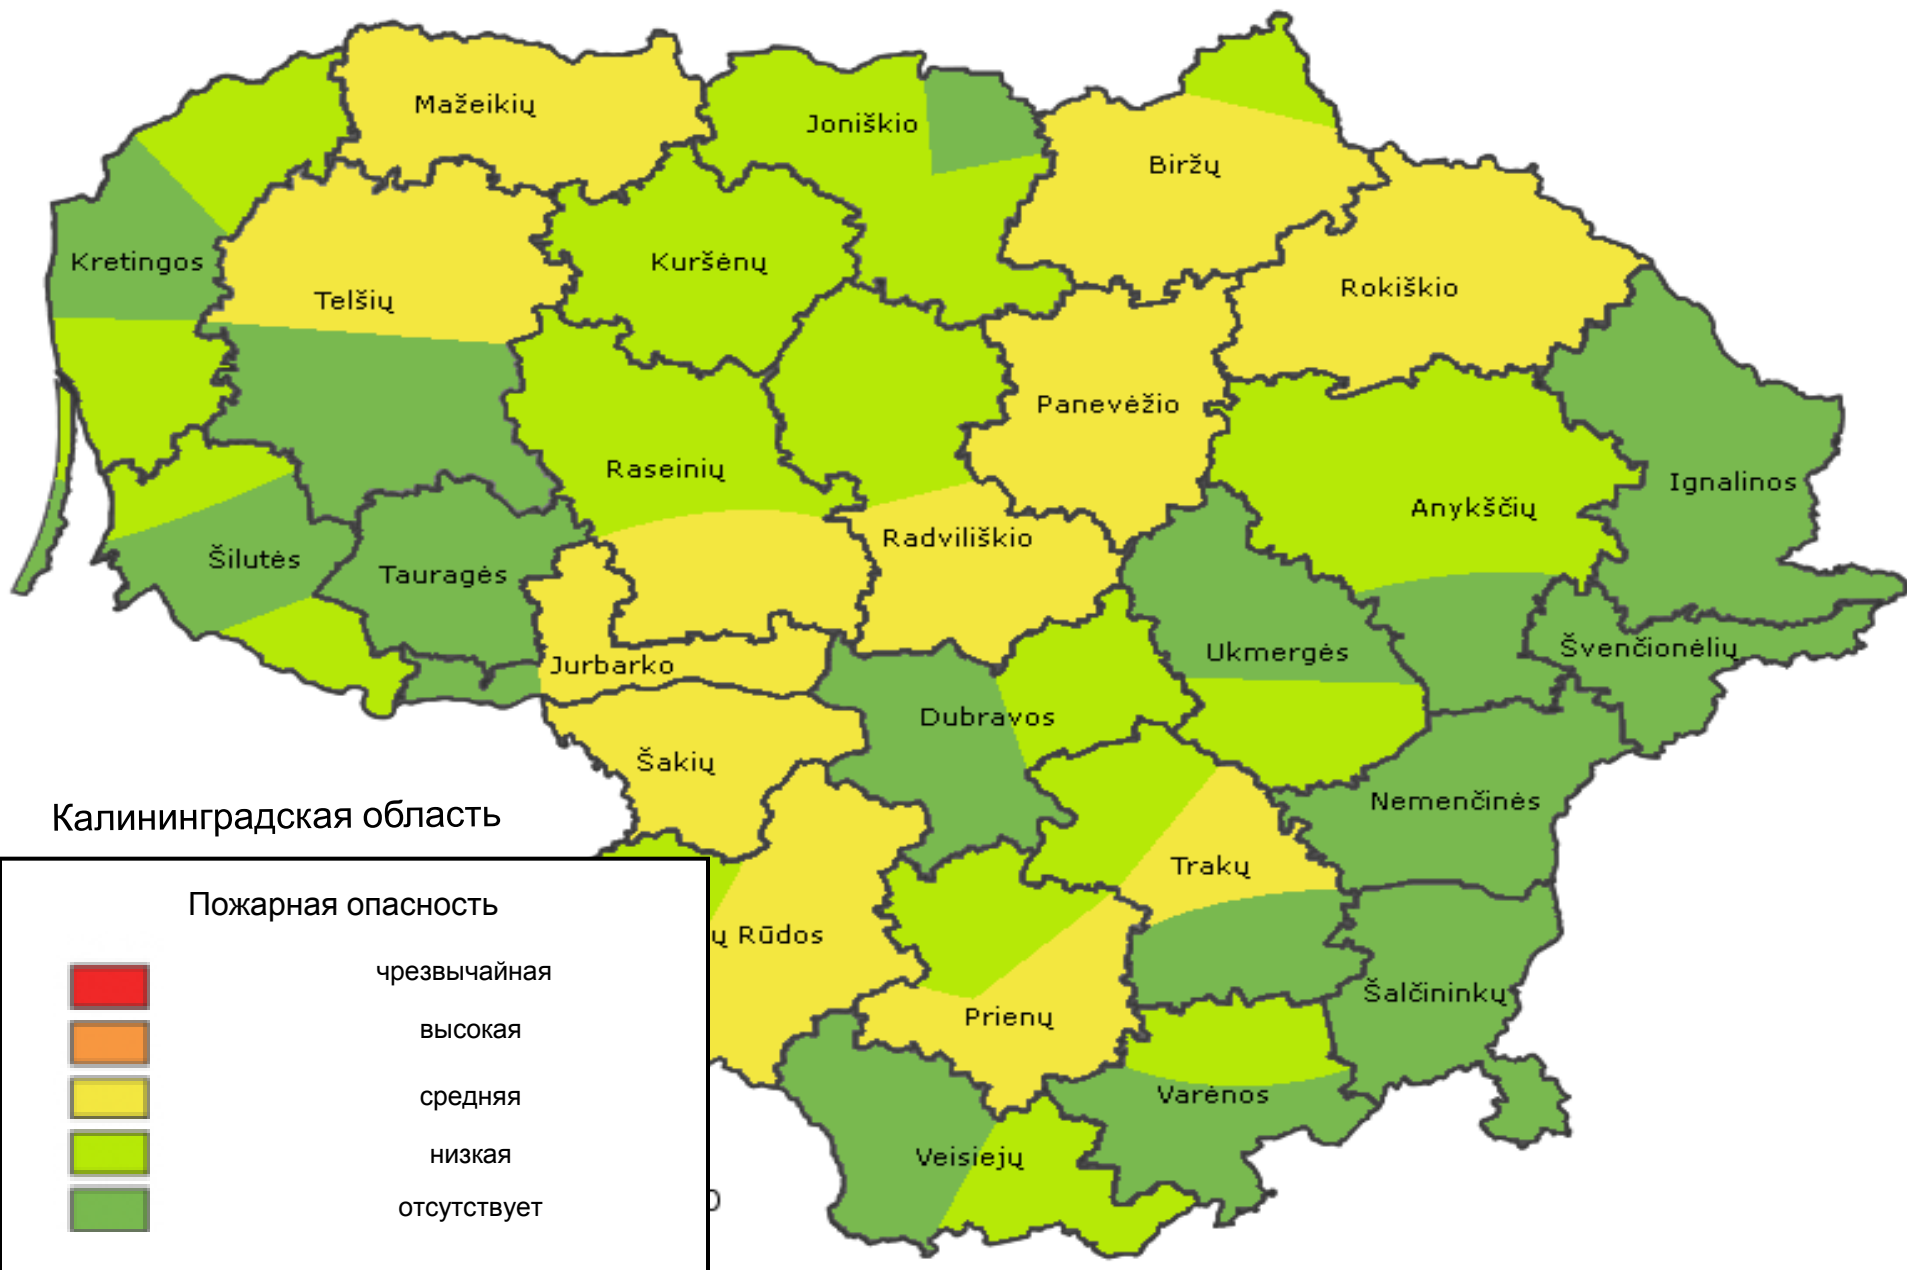 Mažeikių
Joniškio
Biržų
Kretingos
Telšių
Kuršėnų
Rokiškio
Panevėžio
Raseinių
Anykščių
Ignalinos
Šilutės
Tauragės
Radviliškio
Jurbarko
Ukmergės
Švenčionėlių
Dubravos
Šakių
Nemenčinės
Trakų
ų Rūdos
Prienų
Šalčininkų
Varėnos
Veisiejų
Калининградская область
Пожарная опасность
чрезвычайная
высокая
средняя
низкая
отсутствует